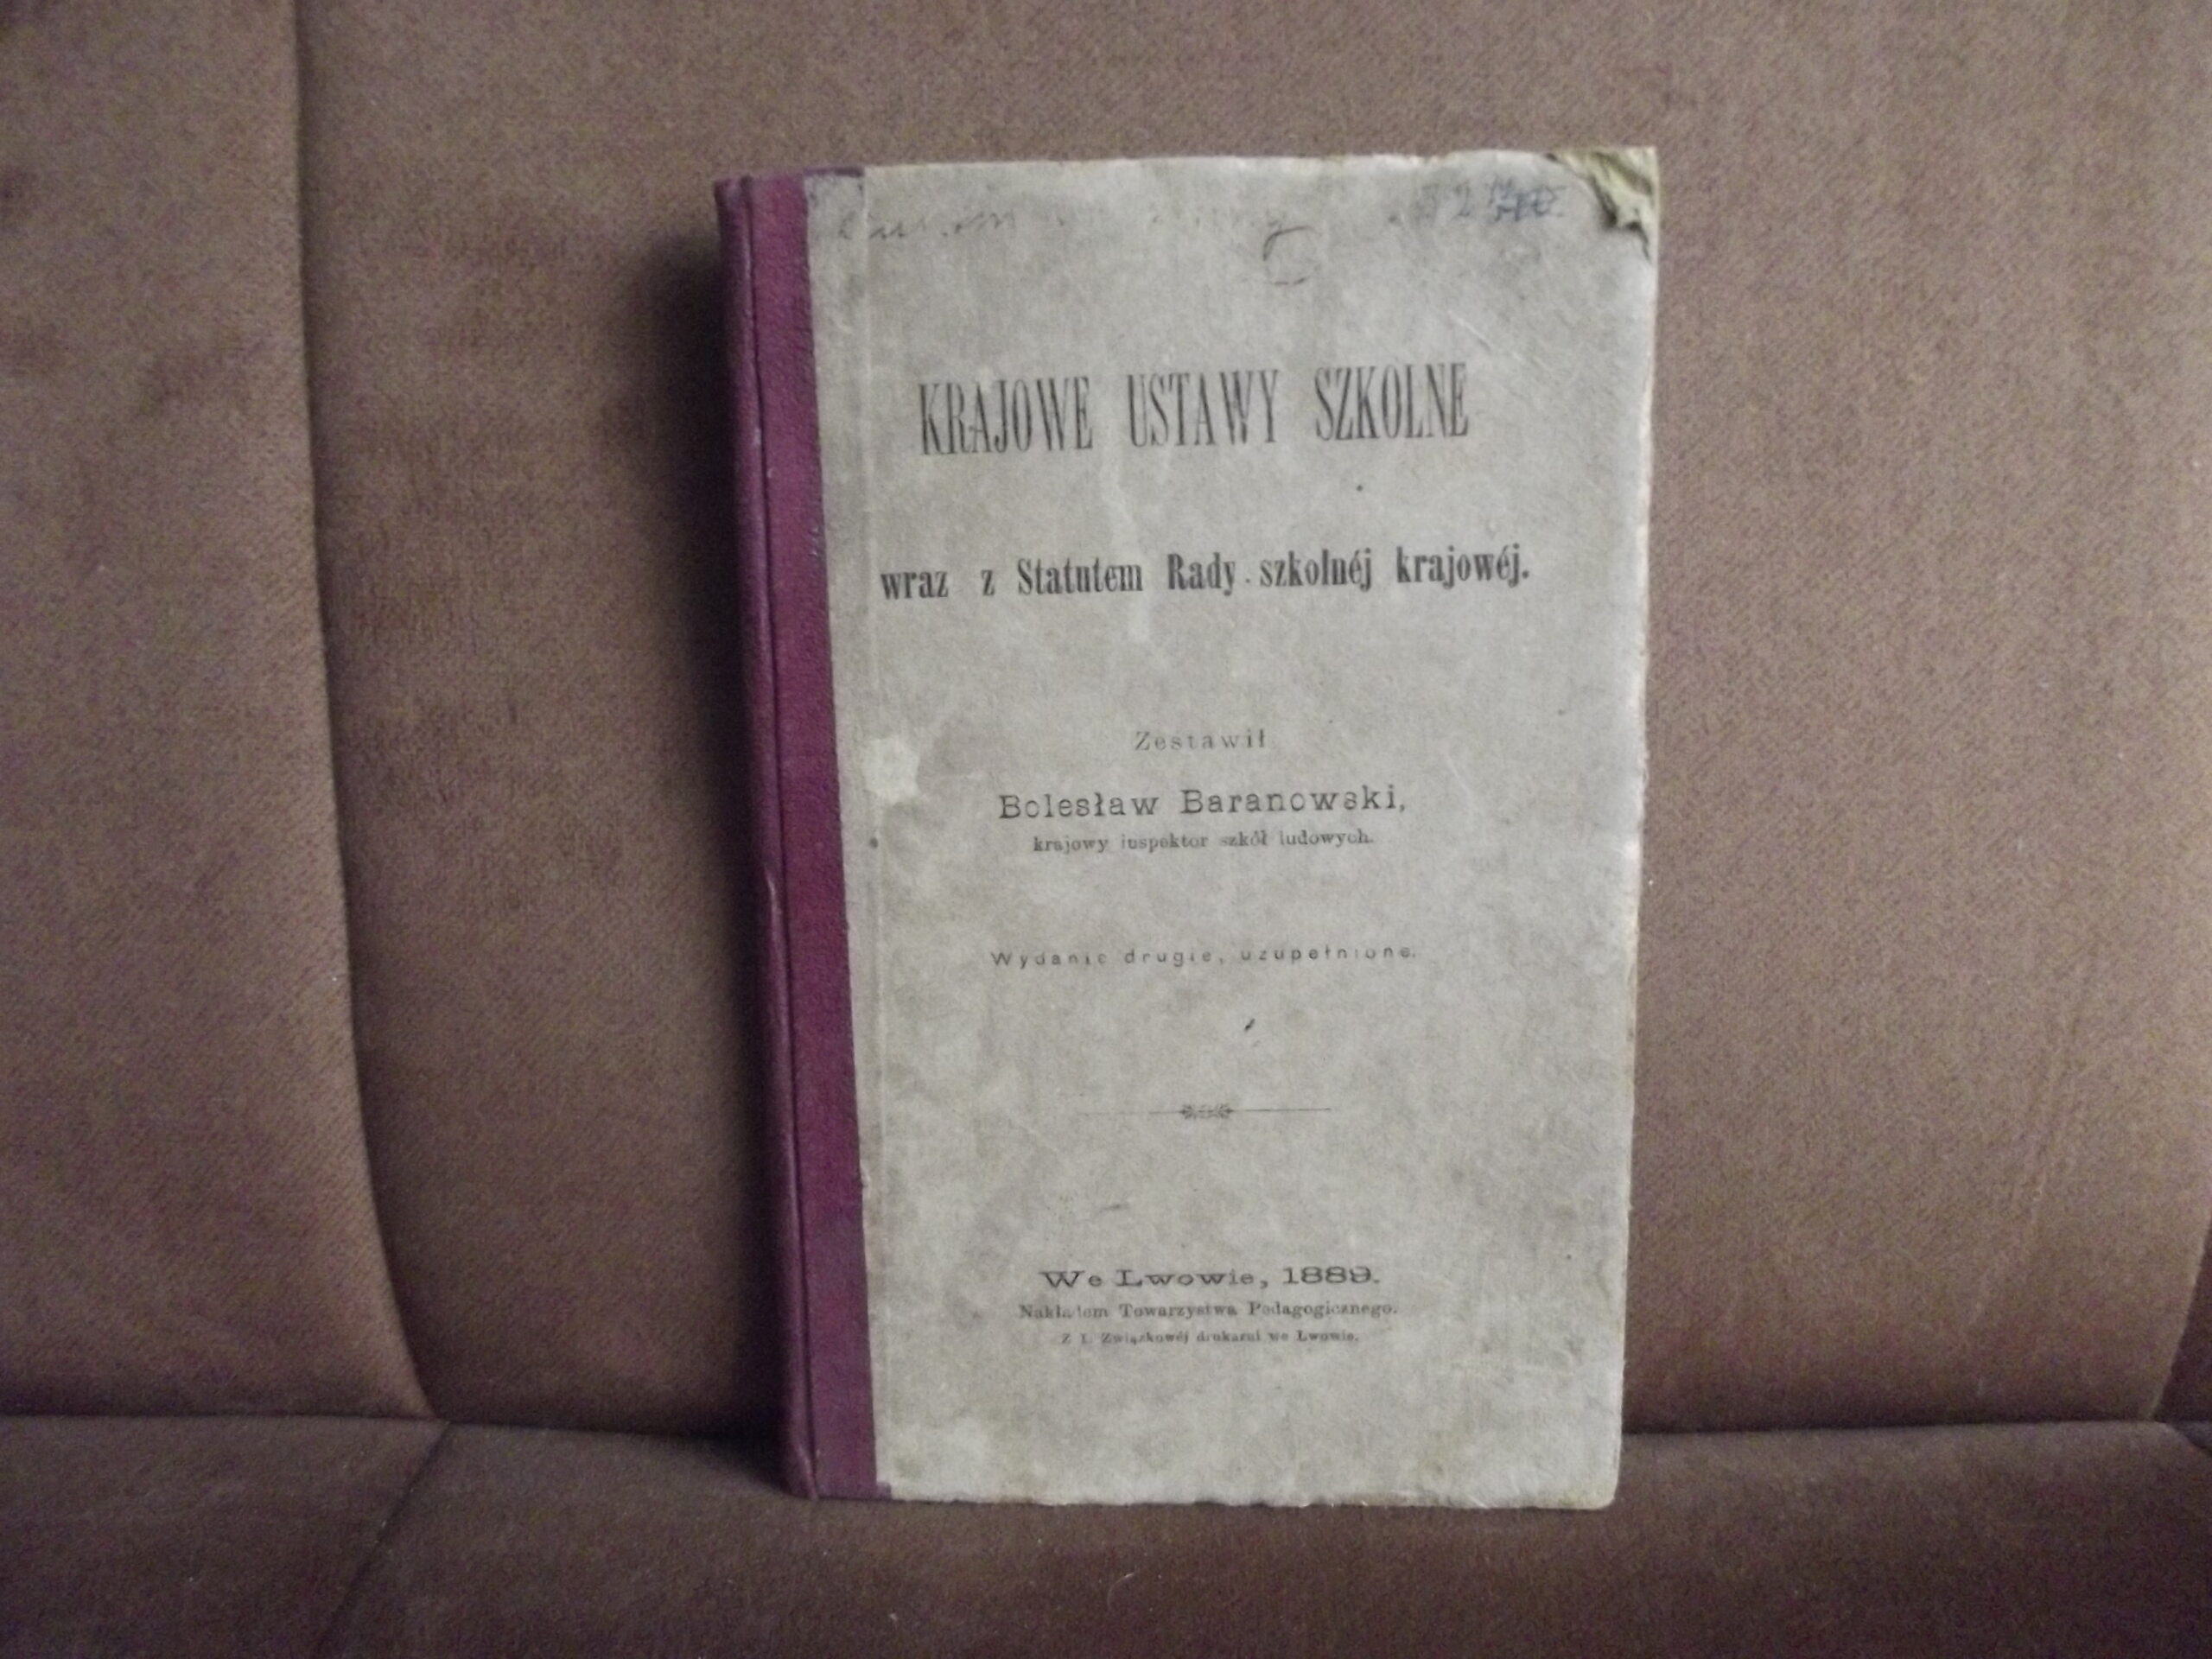 KRAJOWE USTAWY SZKOLNE
wraz z Statutem Rady szkolnéj krajowéj.
Zestawił
Bolesław Baranowski,
krajowy inspektor szkół ludowych.
Wydanie drugie, uzupełnione.
We Lwowie, 1889.
Nakładem Towarzystwa Pedagogicznego.
Z I. Związkowéj drukarni we Lwowie.